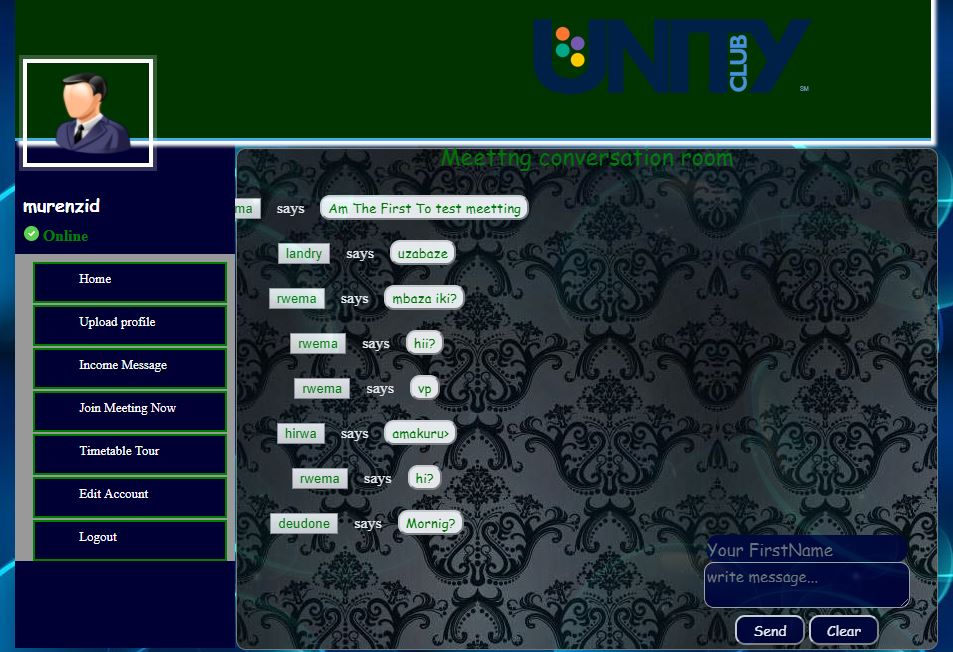 UNITY
CLUB
SM
murenzid
Online
Home
Upload profile
Income Message
Join Meeting Now
Timetable Tour
Edit Account
Logout
Meettng conversation room
ma says Am The First To test meetting
landry says uzabaze
rwema says mbaza iki?
rwema says hii?
rwema says vp
hirwa says amakuru>
rwema says hi?
deudone says Mornig?
Your FirstName
write message...
Send Clear